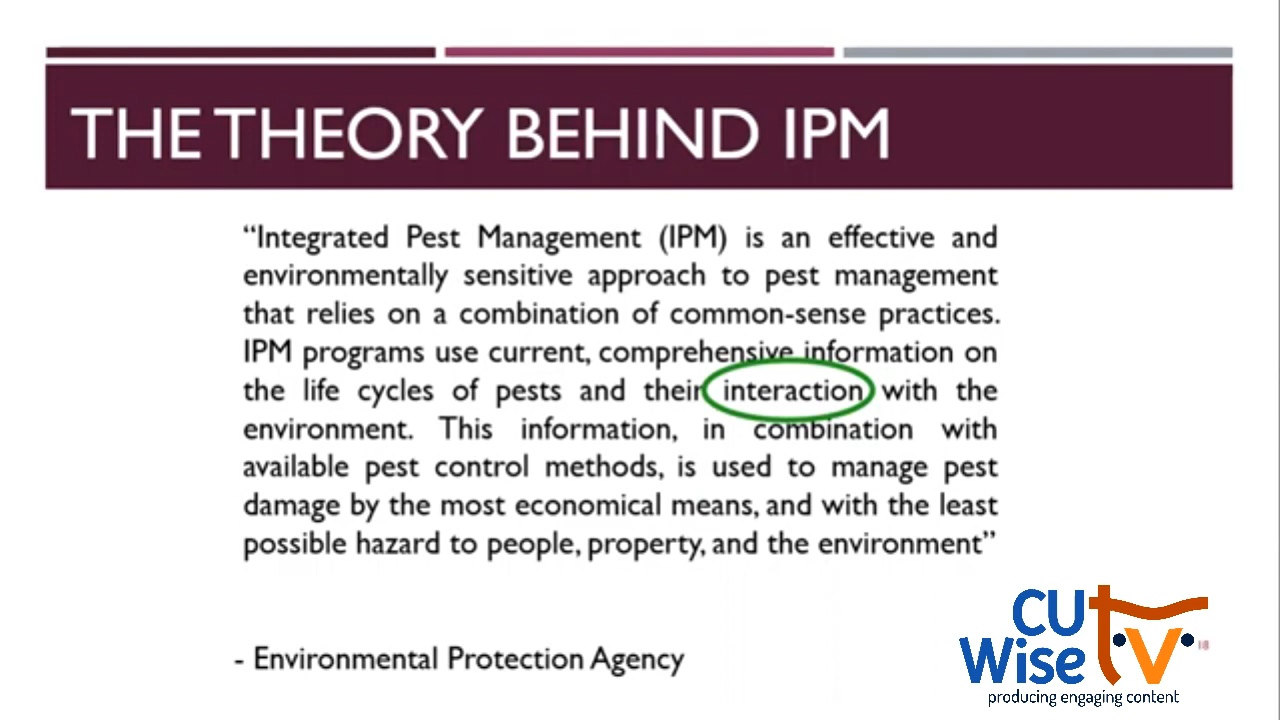 THE THEORY BEHIND IPM
“Integrated Pest Management (IPM) is an effective and
environmentally sensitive approach to pest management
that relies on a combination of common-sense practices.
IPM programs use current, comprehensive information on
the life cycles of pests and their interaction with the
environment. This information, in combination with
available pest control methods, is used to manage pest
damage by the most economical means, and with the least
possible hazard to people, property, and the environment”
- Environmental Protection Agency
CU
Wise tv
18
producing engaging content